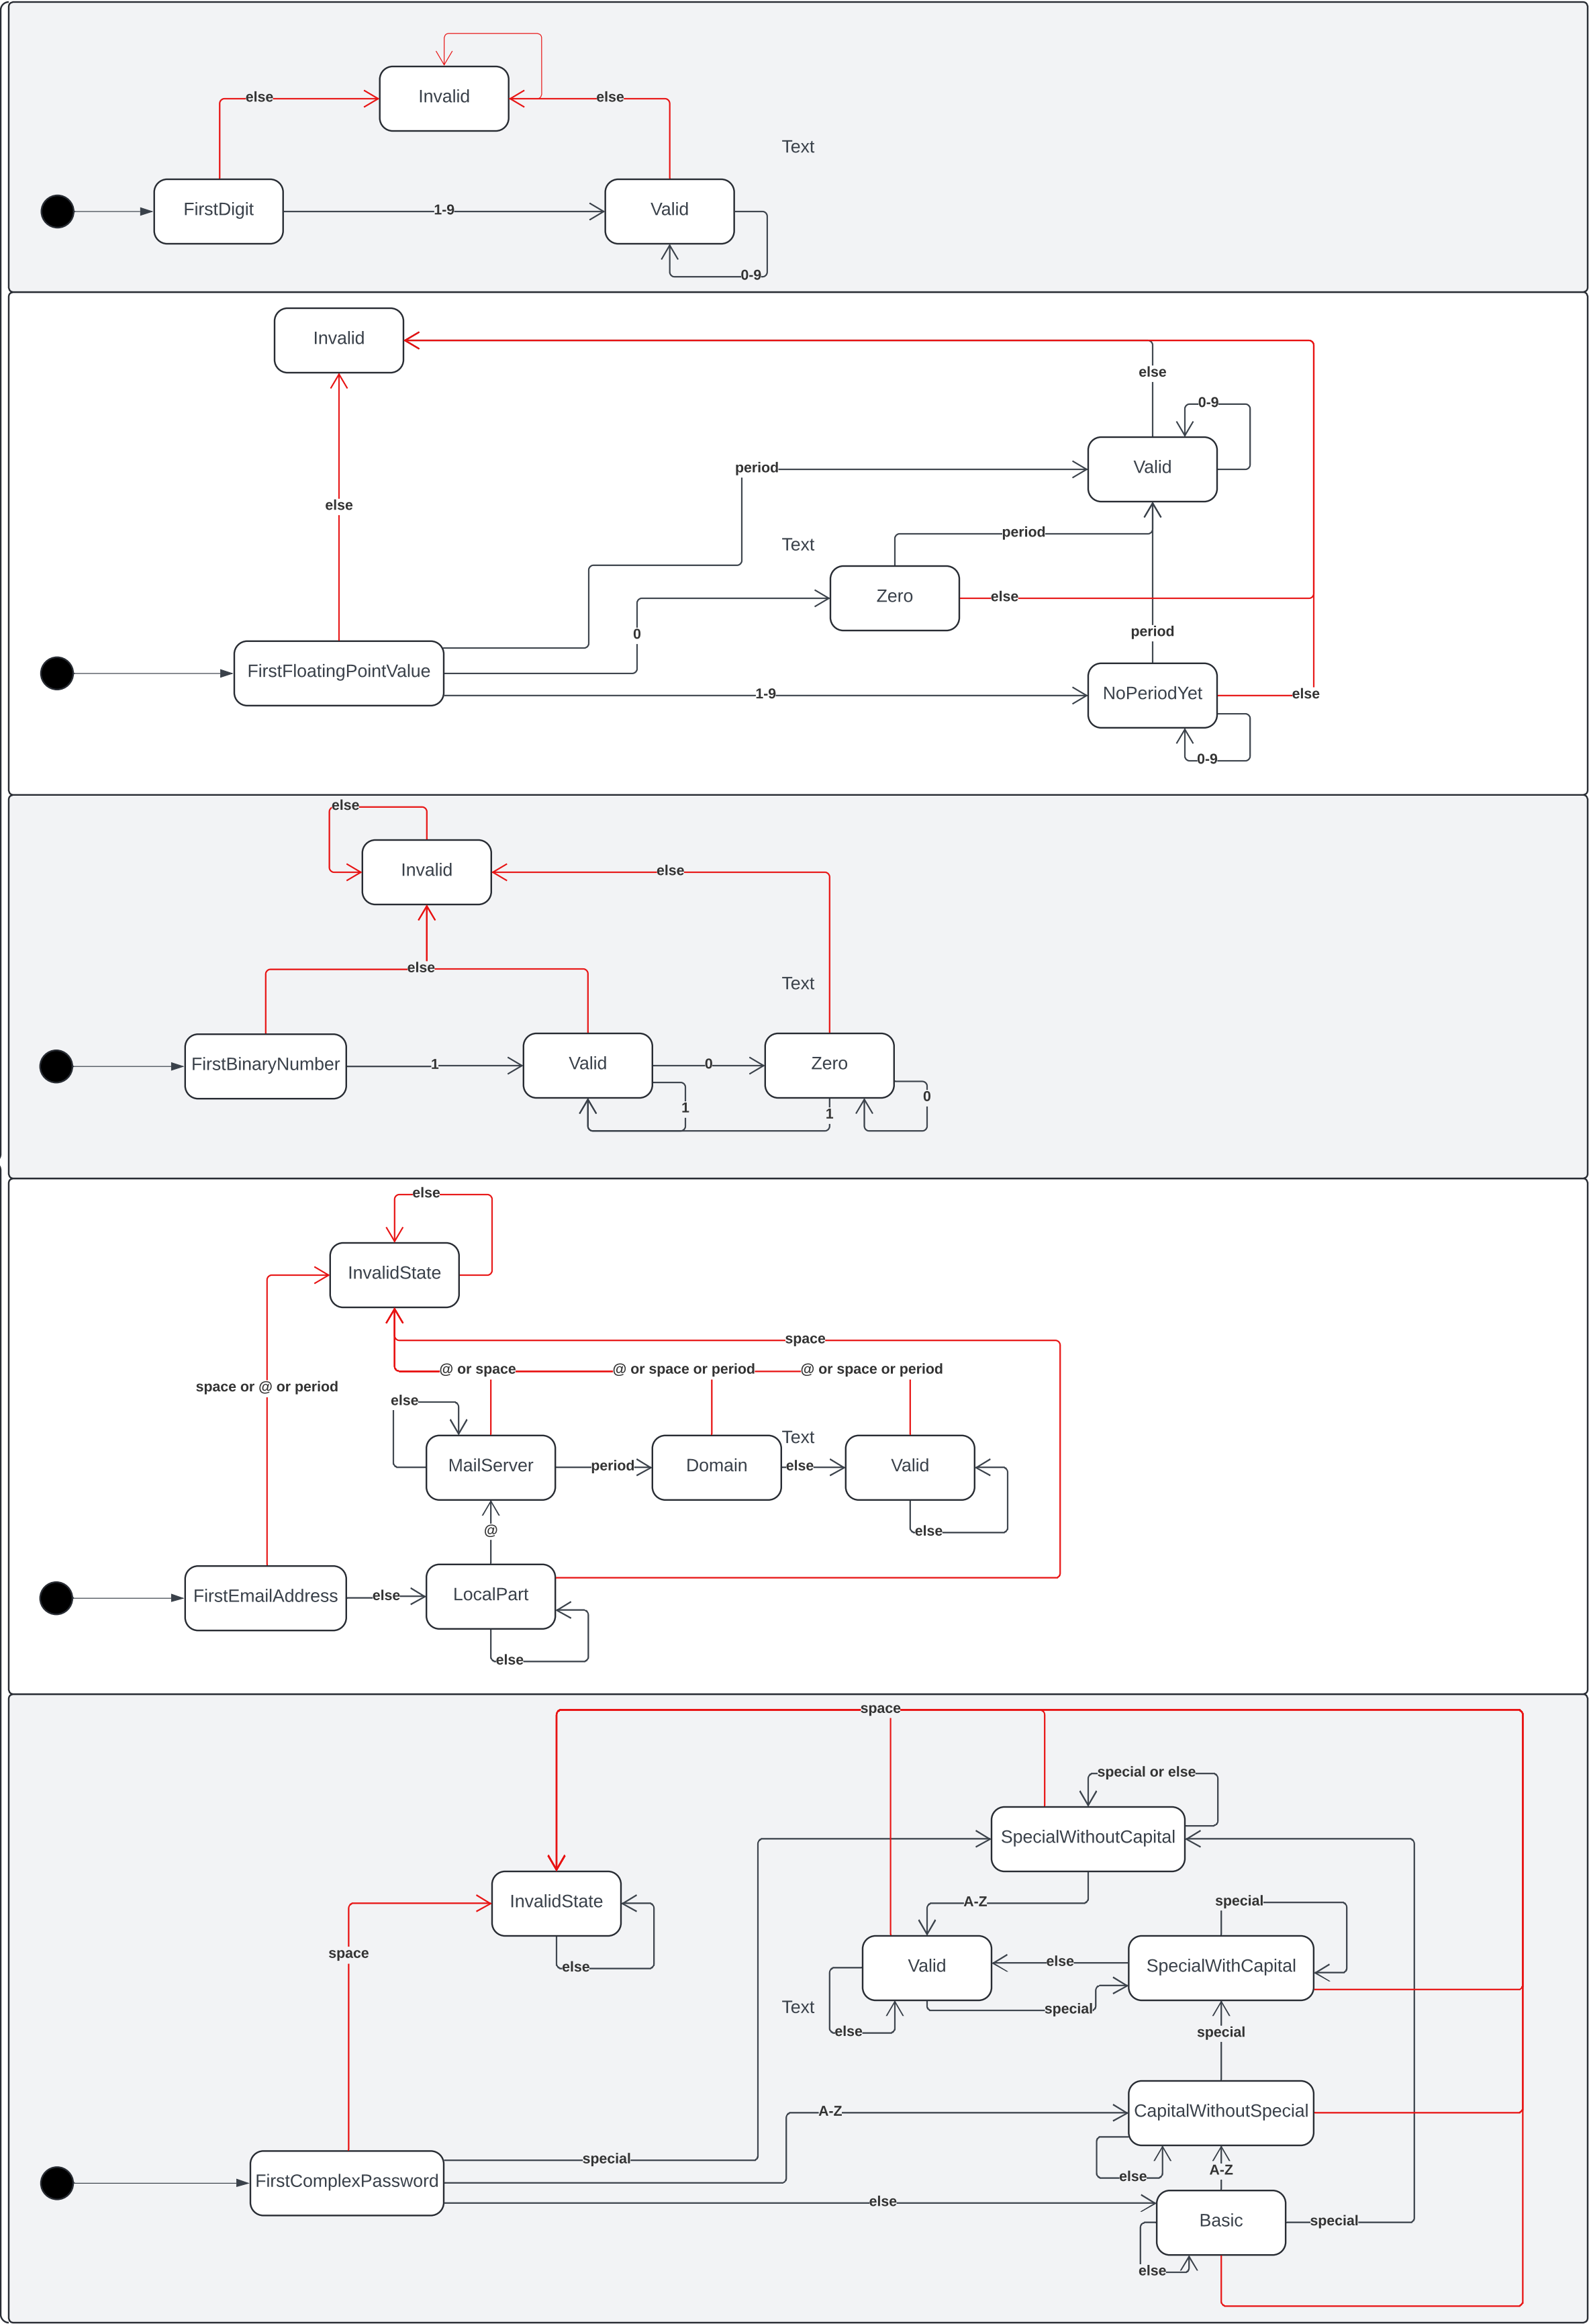 Invalid
else
else
Text
FirstDigit
1-9
Valid
0-9
Invalid
else
0-9
Valid
period
else
period
Text
Zero
else
0
period
FirstFloatingPointValue
1-9
NoPeriodYet
else
0-9
else
Invalid
else
else
Text
FirstBinaryNumber
1
Valid
0
Zero
1
1
0
else
InvalidState
space
@ or space
@ or space or period
@ or space or period
space or @ or period
else
Text
MailServer
period
Domain
else
Valid
@
else
FirstEmailAddress
else
LocalPart
else
space
special or else
SpecialWithoutCapital
InvalidState
A-Z
special
space
else
Valid
else
SpecialWithCapital
Text
special
else
special
A-Z
CapitalWithoutSpecial
special
else
A-Z
FirstComplexPassword
else
Basic
special
else